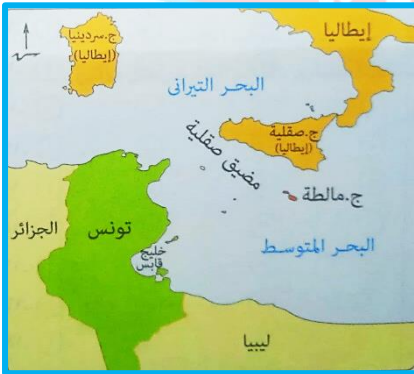 إيطاليا
ج.سردينيا
(إيطاليا)
البحر التيراني
ج.صقلية
(إيطاليا)
مضيق صقلية
ج.مالطة
تونس
الجزائر
خليج
قابس
البحر المتوسط
ليبيا